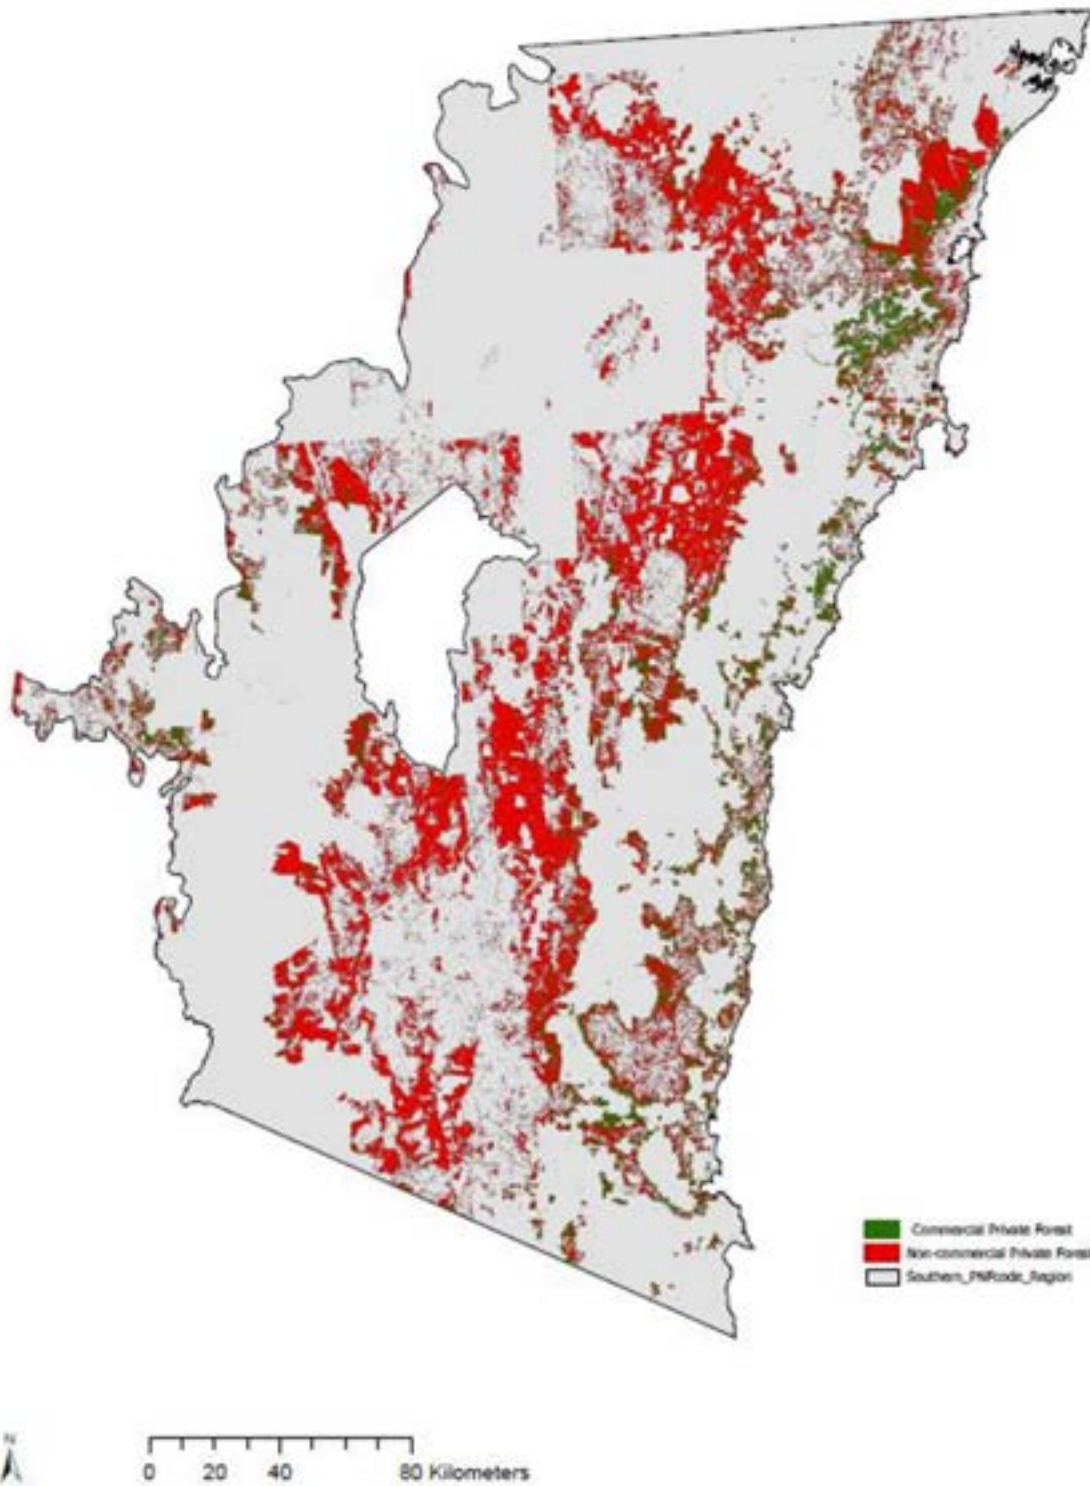 Commercial Private Forest
Non-commercial Private Forest
Southern_PNFcode_Region
N
0 20 40 80 Kilometers